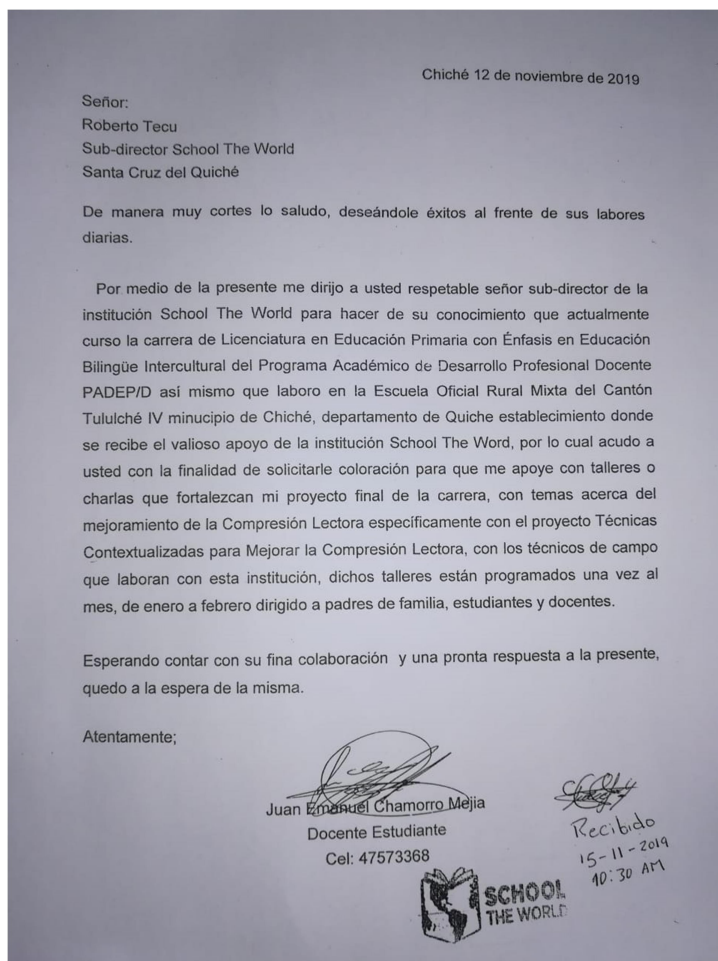 Chiché 12 de noviembre de 2019
Señor:
Roberto Tecu
Sub-director School The World
Santa Cruz del Quiché
De manera muy cortes lo saludo, deseándole éxitos al frente de sus labores
diarias.
Por medio de la presente me dirijo a usted respetable señor sub-director de la
institución School The World para hacer de su conocimiento que actualmente
curso la carrera de Licenciatura en Educación Primaria con Énfasis en Educación
Bilingüe Intercultural del Programa Académico de Desarrollo Profesional Docente
PADEP/D así mismo que laboro en la Escuela Oficial Rural Mixta del Cantón
Tululché IV minucipio de Chiché, departamento de Quiche establecimiento donde
se recibe el valioso apoyo de la institución School The Word, por lo cual acudo a
usted con la finalidad de solicitarle coloración para que me apoye con talleres o
charlas que fortalezcan mi proyecto final de la carrera, con temas acerca del
mejoramiento de la Compresión Lectora específicamente con el proyecto Técnicas
Contextualizadas para Mejorar la Compresión Lectora, con los técnicos de campo
que laboran con esta institución, dichos talleres están programados una vez al
mes, de enero a febrero dirigido a padres de familia, estudiantes y docentes.
Esperando contar con su fina colaboración y una pronta respuesta a la presente,
quedo a la espera de la misma.
Atentamente;
Juan Emanuel Chamorro Mejia
Docente Estudiante
Cel: 47573368
Recibido
15-11-2019
10:30 AM
SCHOOL
THE WORLD